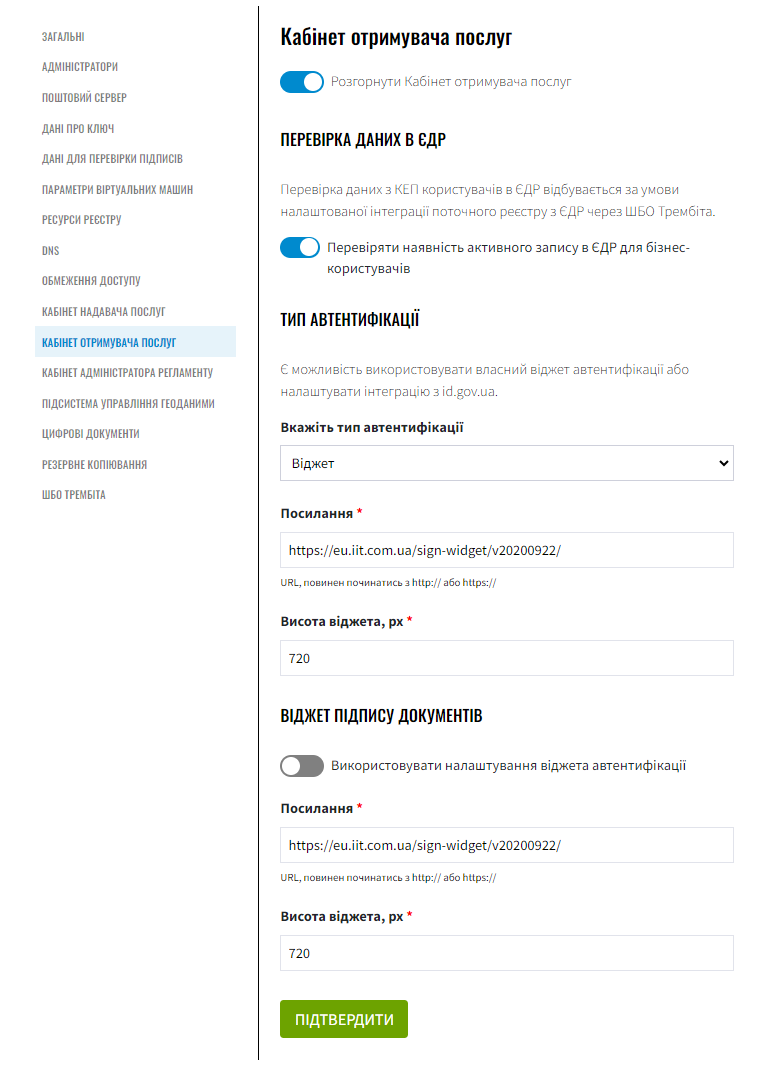 ЗАГАЛЬНІ
АДМІНІСТРАТОРИ
ПОШТОВИЙ СЕРВЕР
ДАНІ ПРО КЛЮЧ
ДАНІ ДЛЯ ПЕРЕВІРКИ ПІДПИСІВ
ПАРАМЕТРИ ВІРТУАЛЬНИХ МАШИН
РЕСУРСИ РЕЄСТРУ
DNS
ОБМЕЖЕННЯ ДОСТУПУ
КАБІНЕТ НАДАВАЧА ПОСЛУГ
КАБІНЕТ ОТРИМУВАЧА ПОСЛУГ
КАБІНЕТ АДМІНІСТРАТОРА РЕГЛАМЕНТУ
ПІДСИСТЕМА УПРАВЛІННЯ ГЕОДАНИМИ
ЦИФРОВІ ДОКУМЕНТИ
РЕЗЕРВНЕ КОПІЮВАННЯ
ШБО ТРЕМБІТА
Кабінет отримувача послуг
Розгорнути Кабінет отримувача послуг
ПЕРЕВІРКА ДАНИХ В ЄДР
Перевірка даних з КЕП користувачів в ЄДР відбувається за умови
налаштованої інтеграції поточного реєстру з ЄДР через ШБО Трембіта.
Перевіряти наявність активного запису в ЄДР для бізнес-
користувачів
ТИП АВТЕНТИФІКАЦІЇ
Є можливість використовувати власний віджет автентифікації або
налаштувати інтеграцію з id.gov.ua.
Вкажіть тип автентифікації
Віджет
Посилання *
https://eu.iit.com.ua/sign-widget/v20200922/
URL, повинен починатись з http:// або https://
Висота віджета, px *
720
ВІДЖЕТ ПІДПИСУ ДОКУМЕНТІВ
Використовувати налаштування віджета автентифікації
Посилання *
https://eu.iit.com.ua/sign-widget/v20200922/
URL, повинен починатись з http:// або https://
Висота віджета, px *
720
ПІДТВЕРДИТИ